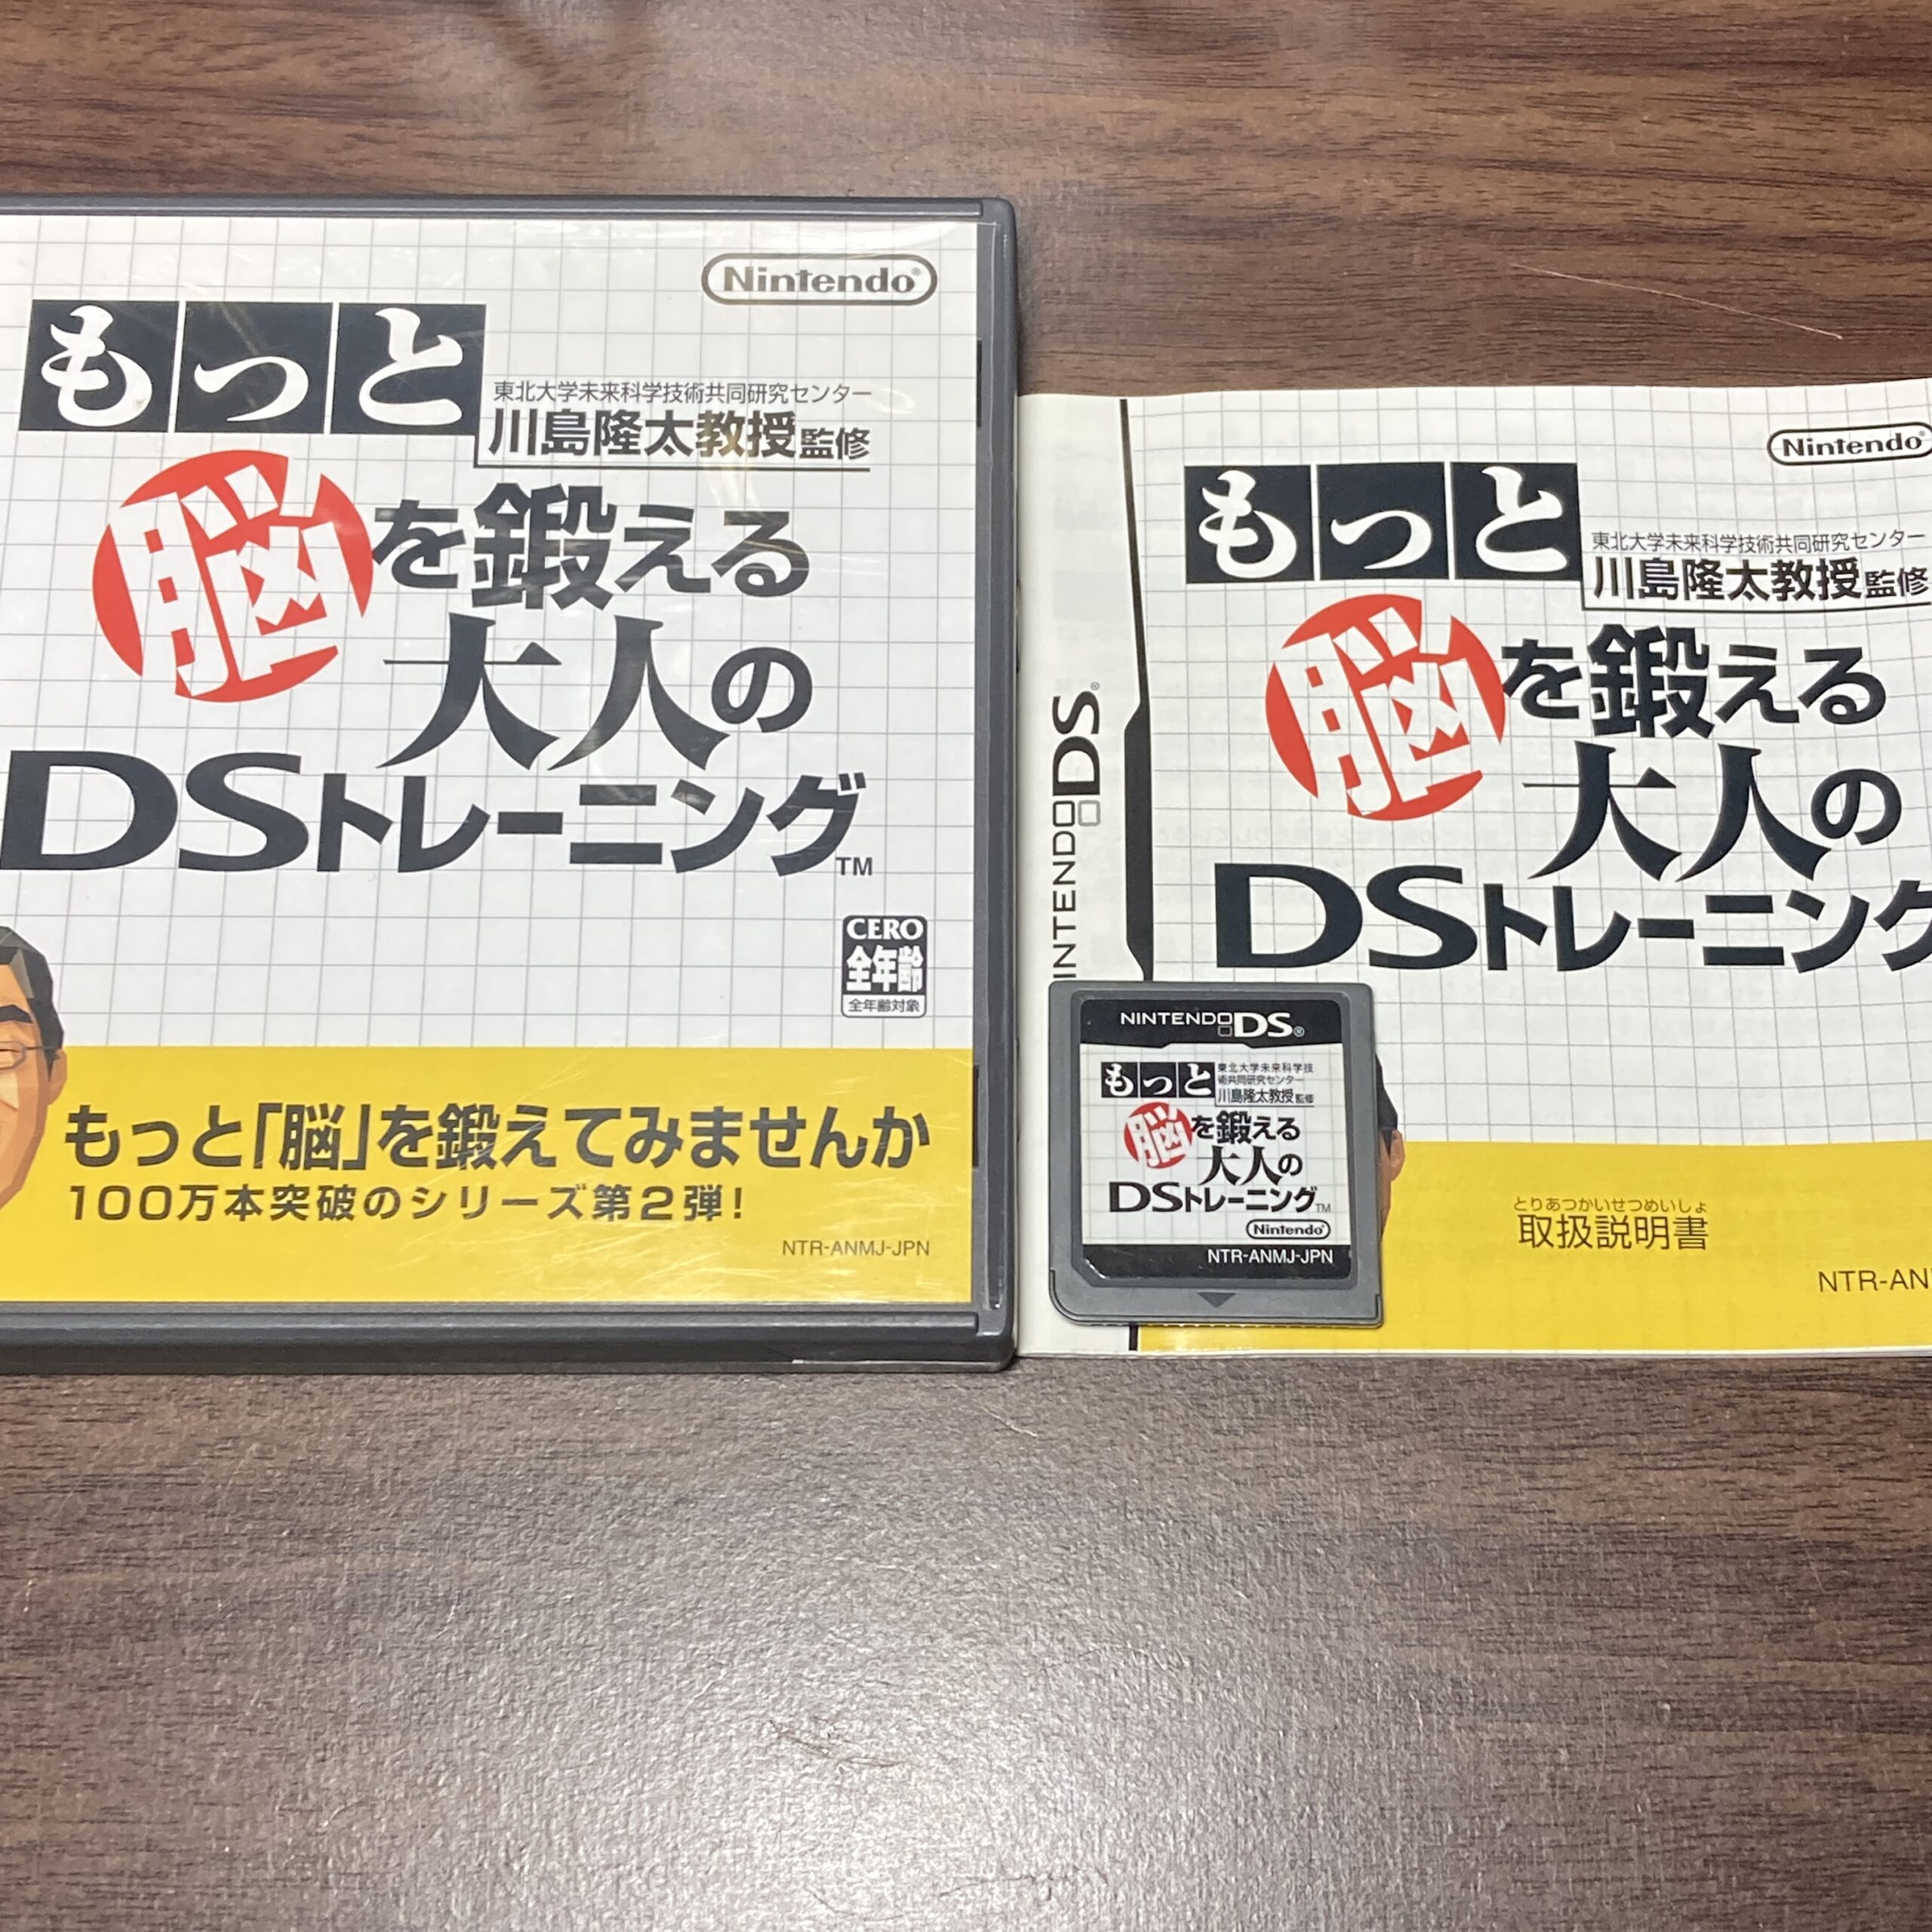 Nintendo
もっと
東北大学未来科学技術共同研究センター
川島隆太教授監修
脳を鍛える
大人の
DSトレーニング™
CERO
全年齢
全年齢対象
もっと「脳」を鍛えてみませんか
100万本突破のシリーズ第2弾!
NTR-ANMJ-JPN
NINTENDO DS®
Nintendo
もっと
東北大学未来科学技術共同研究センター
川島隆太教授監修
脳を鍛える
大人の
DSトレーニング
とりあつかいせつめいしょ
取扱説明書
NTR-AN
NINTENDO DS®
もっと
東北大学未来科学技
術共同研究センター
川島隆太教授監修
脳を鍛える
大人の
DSトレーニング™
Nintendo
NTR-ANMJ-JPN